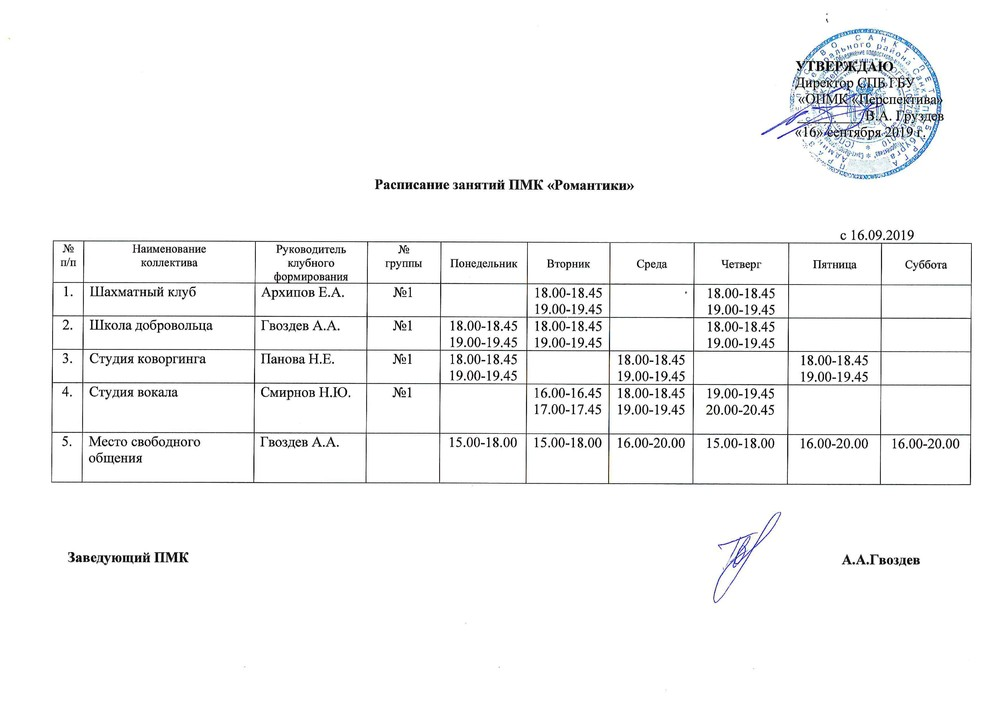 УТВЕРЖДАЮ
Директор СПБ ГБУ
«ОПМК «Перспектива»
В.А. Груздев
«16» сентября 2019 г.
Расписание занятий ПМК «Романтики»
с 16.09.2019
№ п/п Наименование коллектива Руководитель клубного формирования № группы Понедельник Вторник Среда Четверг Пятница Суббота
1. Шахматный клуб Архипов Е.А. №1 18.00-18.45 18.00-18.45
19.00-19.45 19.00-19.45
2. Школа добровольца Гвоздев А.А. №1 18.00-18.45 18.00-18.45 18.00-18.45
19.00-19.45 19.00-19.45 19.00-19.45
3. Студия коворгинга Панова Н.Е. №1 18.00-18.45 18.00-18.45 18.00-18.45
19.00-19.45 19.00-19.45 19.00-19.45
4. Студия вокала Смирнов Н.Ю. №1 16.00-16.45 18.00-18.45 19.00-19.45
17.00-17.45 19.00-19.45 20.00-20.45
5. Место свободного Гвоздев А.А. 15.00-18.00 15.00-18.00 16.00-20.00 15.00-18.00 16.00-20.00 16.00-20.00
общения
Заведующий ПМК А.А.Гвоздев